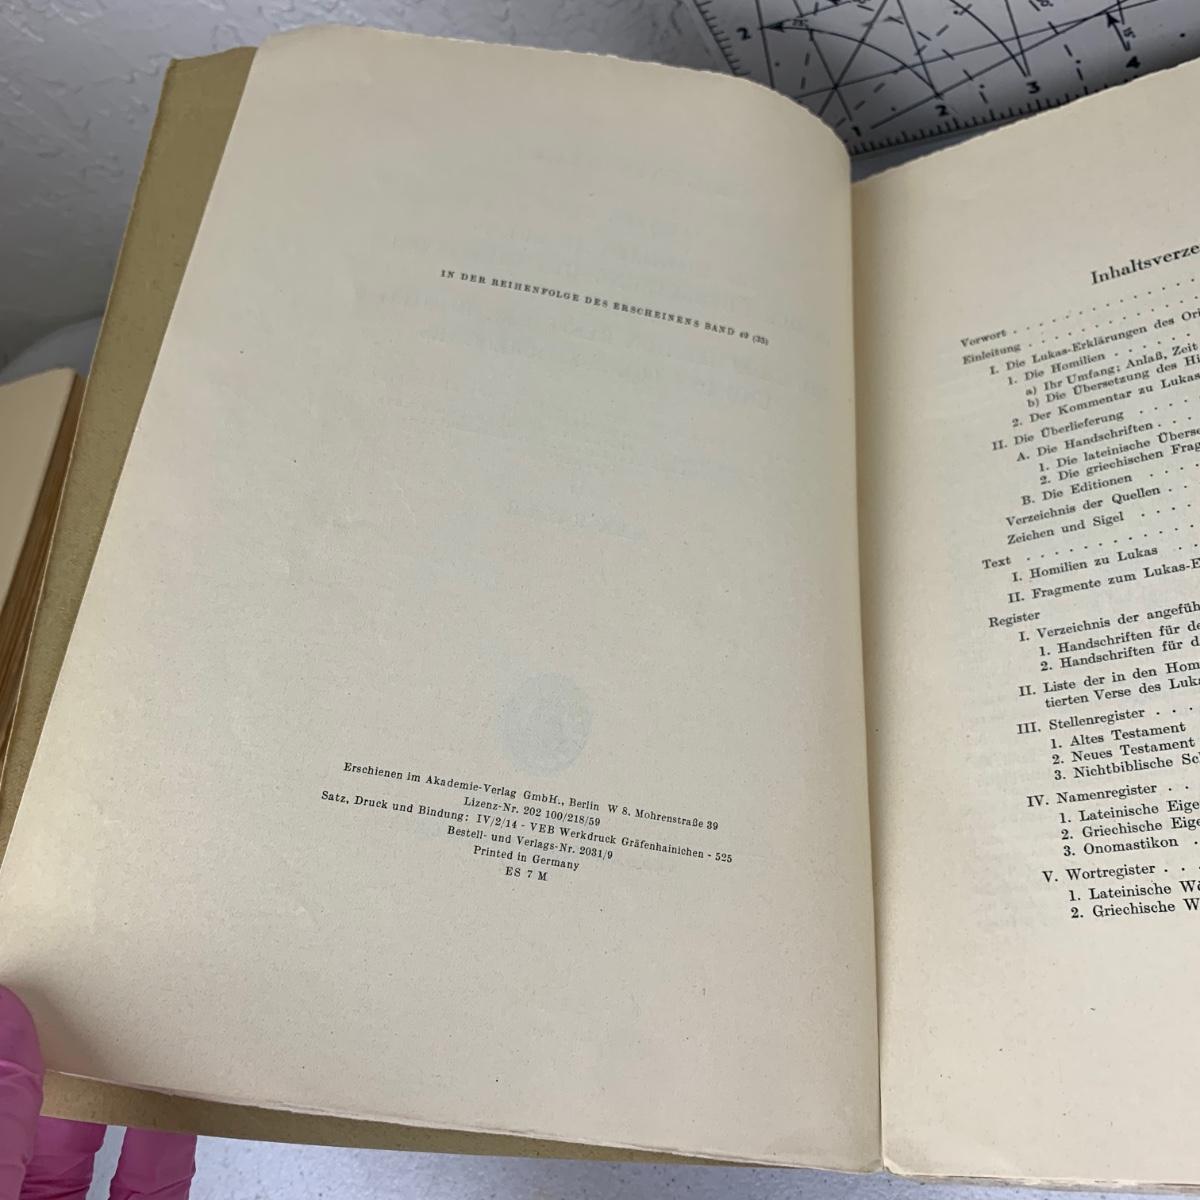 IN DER REIHENFOLGE DES ERSCHEINENS BAND 49 (35)
Erschienen im Akademie-Verlag GmbH., Berlin W 8, Mohrenstraße 39
Lizenz-Nr. 202 100/218/59
Satz, Druck und Bindung: IV/2/14 - VEB Werkdruck Gräfenhainichen - 525
Bestell- und Verlags-Nr. 2031/9
Printed in Germany
ES 7 M
Inhaltsverze
Vorwort
Einleitung
I. Die Lukas-Erklärungen des Ori
1. Die Homilien
a) Ihr Umfang; Anlaß, Zeit
b) Die Übersetzung des Hi
2. Der Kommentar zu Lukas
II. Die Überlieferung
A. Die Handschriften
1. Die lateinische Überse
2. Die griechischen Frag
B. Die Editionen
Verzeichnis der Quellen
Zeichen und Sigel
Text
I. Homilien zu Lukas
II. Fragmente zum Lukas-E
Register
I. Verzeichnis der angefüh
1. Handschriften für de
2. Handschriften für d
II. Liste der in den Hom
tierten Verse des Luka
III. Stellenregister
1. Altes Testament
2. Neues Testament
3. Nichtbiblische Sc
IV. Namenregister
1. Lateinische Eige
2. Griechische Eige
3. Onomastikon
V. Wortregister
1. Lateinische Wö
2. Griechische W
2
1
2
3
4